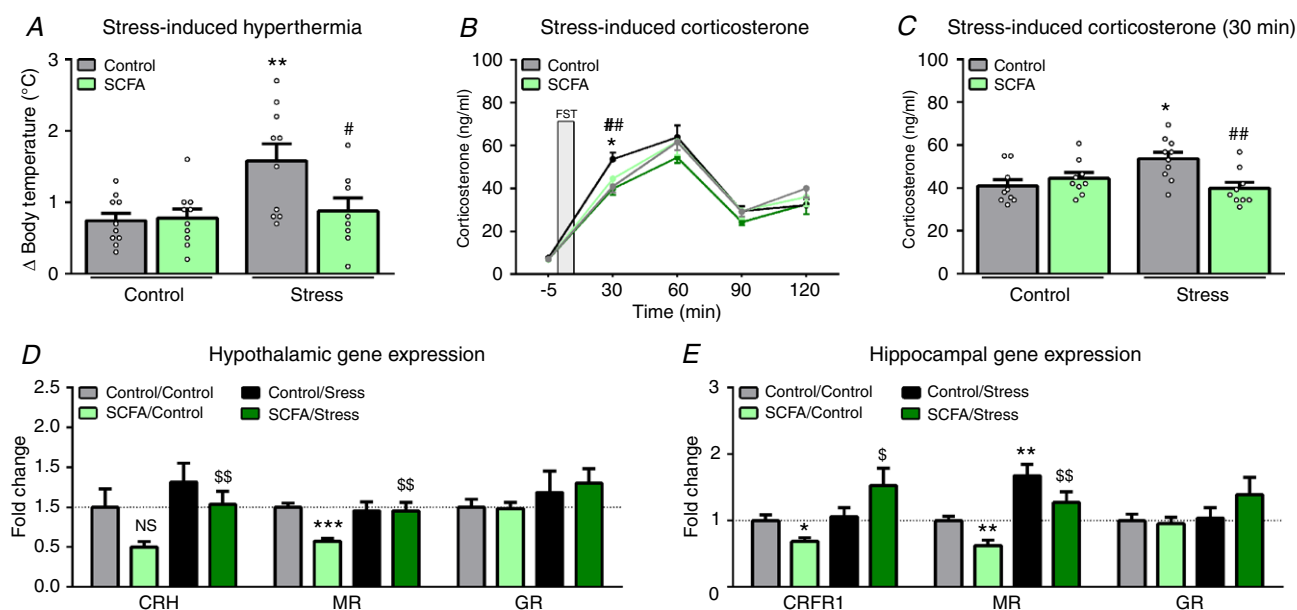 A Stress-induced hyperthermia
Δ Body temperature (°C)
3
2
1
0
Control
SCFA
**
#
Control
Stress
B Stress-induced corticosterone
Corticosterone (ng/ml)
100
80
60
40
20
0
Control
SCFA
FST
##
*
-5
30
60
90
120
Time (min)
C Stress-induced corticosterone (30 min)
Corticosterone (ng/ml)
100
80
60
40
20
0
Control
SCFA
*
##
Control
Stress
D Hypothalamic gene expression
Fold change
2.5
2.0
1.5
1.5
0.5
0.0
Control/Control
SCFA/Control
Control/Sress
SCFA/Stress
NS
$$
***
$$
CRH
MR
GR
E Hippocampal gene expression
Fold change
3
2
1
0
Control/Control
SCFA/Control
Control/Stress
SCFA/Stress
*
$
**
**
$$
CRFR1
MR
GR